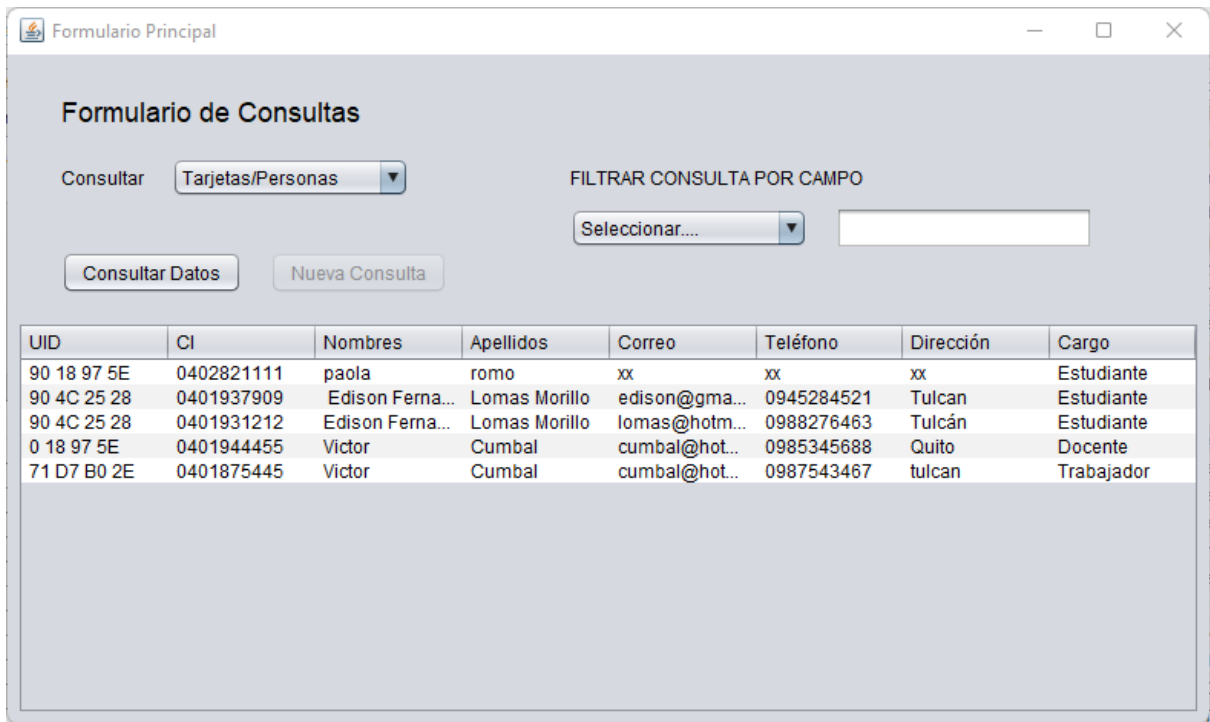 Formulario Principal
Formulario de Consultas
Consultar Tarjetas/Personas FILTRAR CONSULTA POR CAMPO
Seleccionar....
Consultar Datos Nueva Consulta
UID CI Nombres Apellidos Correo Teléfono Dirección Cargo
90 18 97 5E 0402821111 paola romo xx xx xx Estudiante
90 4C 25 28 0401937909 Edison Ferna... Lomas Morillo edison@gma... 0945284521 Tulcan Estudiante
90 4C 25 28 0401931212 Edison Ferna... Lomas Morillo lomas@hotm... 0988276463 Tulcán Estudiante
0 18 97 5E 0401944455 Victor Cumbal cumbal@hot... 0985345688 Quito Docente
71 D7 B0 2E 0401875445 Victor Cumbal cumbal@hot... 0987543467 tulcan Trabajador